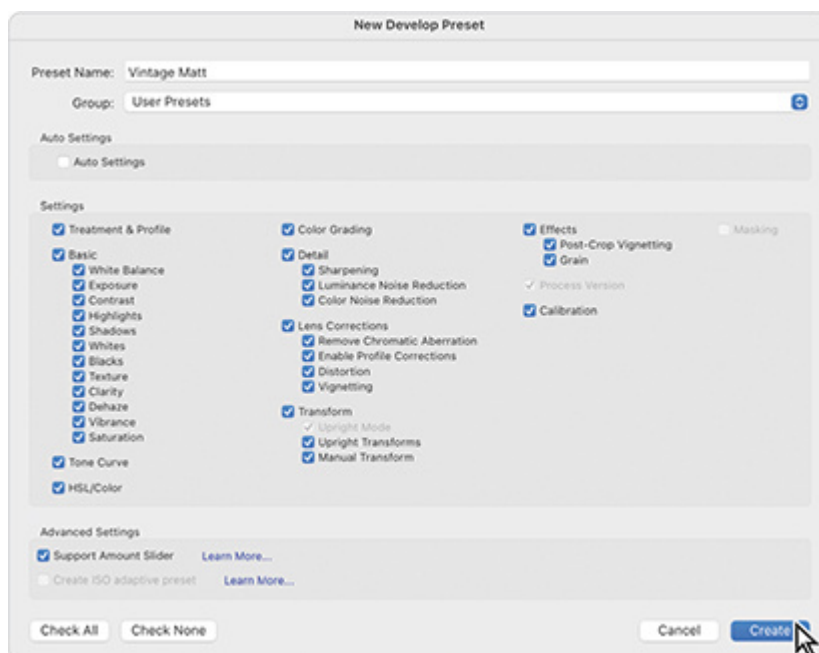 New Develop Preset
Preset Name: Vintage Matt
Group: User Presets
Auto Settings
Auto Settings
Settings
Treatment & Profile
Basic
White Balance
Exposure
Contrast
Highlights
Shadows
Whites
Blacks
Texture
Clarity
Dehaze
Vibrance
Saturation
Tone Curve
HSL/Color
Color Grading
Detail
Sharpening
Luminance Noise Reduction
Color Noise Reduction
Lens Corrections
Remove Chromatic Aberration
Enable Profile Corrections
Distortion
Vignetting
Transform
Upright Mode
Upright Transforms
Manual Transform
Effects
Post-Crop Vignetting
Grain
Process Version
Calibration
Masking
Advanced Settings
Support Amount Slider Learn More...
Create ISO adaptive preset Learn More...
Check All Check None Cancel Create